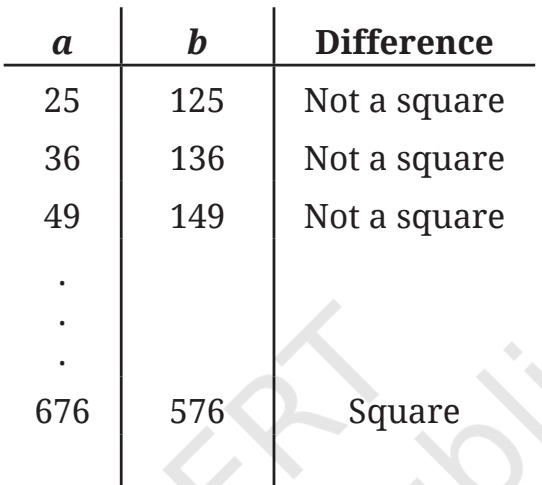 a b Difference
25 125 Not a square
36 136 Not a square
49 149 Not a square
.
.
.
676 576 Square